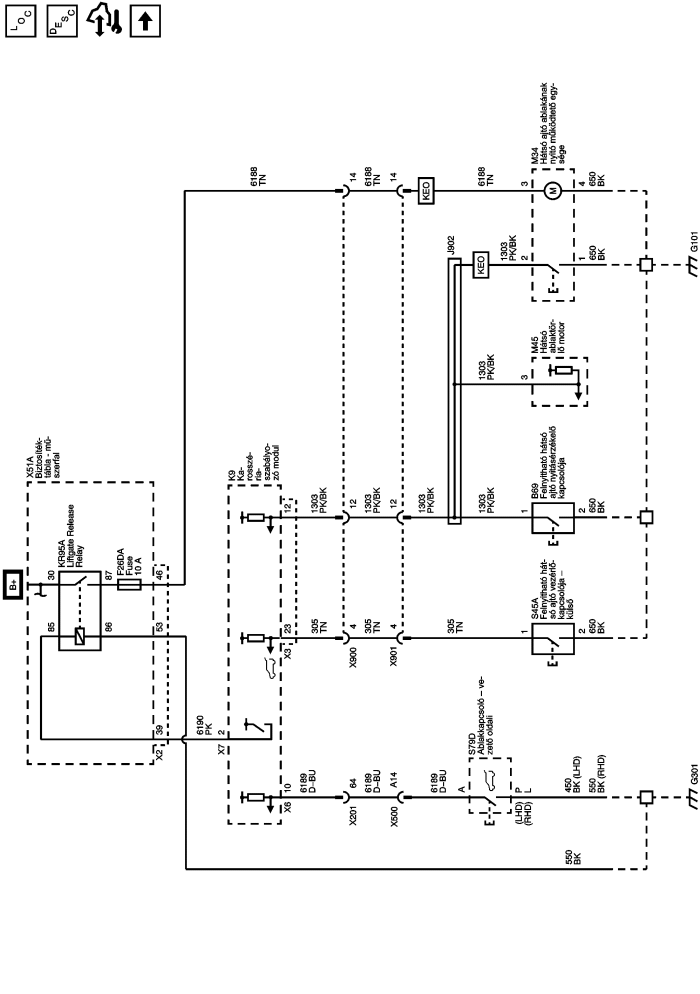 LOC
DESC
B+
X51A
Biztosíték-
tábla - mű-
szerfal
KR95A
Liftgate Release
Relay
30
87
85
86
F26DA
Fuse
10 A
46
53
39
X2
6190
PK
2
X7
K9
Ka-
rosszé-
ria-
szabályo-
zó modul
12
23
X3
10
X6
6188
TN
14
6188
TN
14
KEO
6188
TN
3
M34
Hátsó ajtó ablakának
nyitó működtető egy-
sége
M
4
650
BK
J902
KEO
1303
PK/BK
2
1
650
BK
G101
1303
PK/BK
3
M45
Hátsó
ablaktör-
lő motor
1303
PK/BK
12
1303
PK/BK
12
1303
PK/BK
1303
PK/BK
1
B69
Felnyitható hátsó
ajtó nyitásérzékelő
kapcsolója
2
650
BK
305
TN
4
X900
305
TN
4
X901
305
TN
1
S45A
Felnyitható hát-
só ajtó vezérlő-
kapcsolója –
külső
2
650
BK
6189
D–BU
64
X201
6189
D–BU
A14
X500
6189
D–BU
A
S79D
Ablakkapcsoló – ve-
zető oldali
P
L
(LHD)
(RHD)
450
BK (LHD)
550
BK (RHD)
G301
550
BK